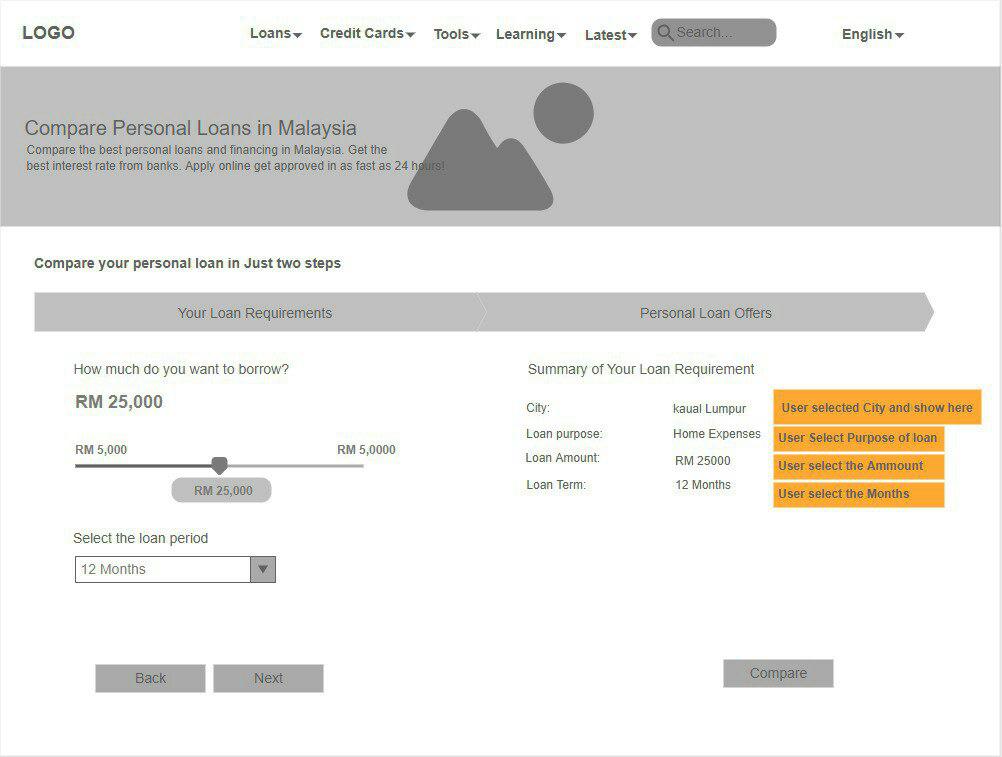 LOGO
Loans
Credit Cards
Tools
Learning
Latest
Search...
English
Compare Personal Loans in Malaysia
Compare the best personal loans and financing in Malaysia. Get the
best interest rate from banks. Apply online get approved in as fast as 24 hours!
Compare your personal loan in Just two steps
Your Loan Requirements
Personal Loan Offers
How much do you want to borrow?
RM 25,000
RM 5,000
RM 5,0000
RM 25,000
Select the loan period
12 Months
Back
Next
Summary of Your Loan Requirement
City:
kaual Lumpur
User selected City and show here
Loan purpose:
Home Expenses
User Select Purpose of loan
Loan Amount:
RM 25000
User select the Ammount
Loan Term:
12 Months
User select the Months
Compare